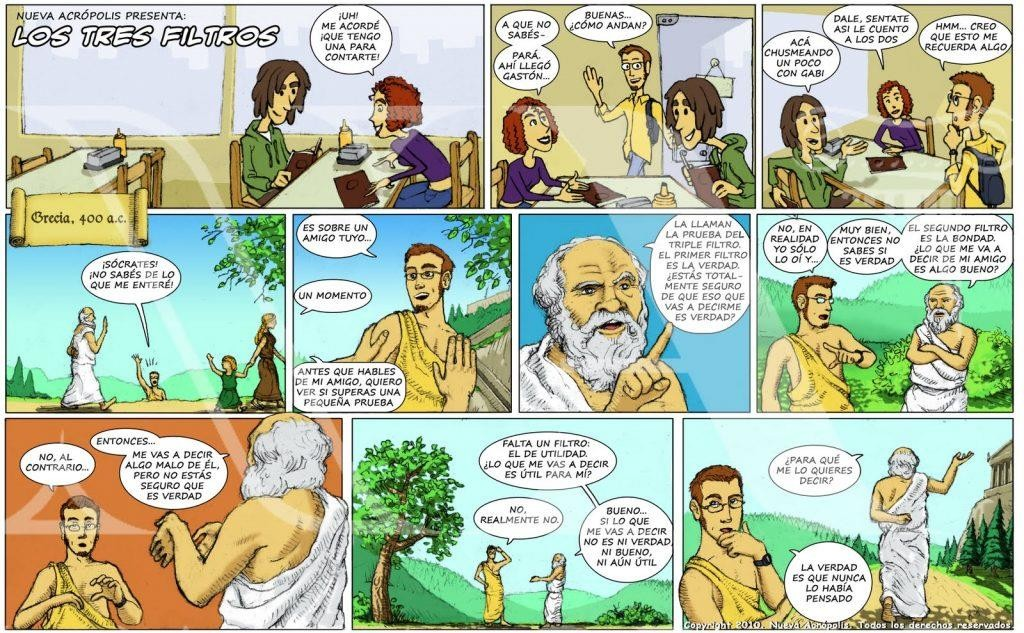 NUEVA ACRÓPOLIS PRESENTA:
LOS TRES FILTROS
¡UH!
ME ACORDÉ
¡QUE TENGO
UNA PARA
CONTARTE!
A QUE NO
SABÉS-
PARÁ.
AHÍ LLEGÓ
GASTÓN...
BUENAS...
¿CÓMO ANDAN?
ACÁ
CHUSMEANDO
UN POCO
CON GABI
DALE, SENTATE
ASI LE CUENTO
A LOS DOS
HMM... CREO
QUE ESTO ME
RECUERDA ALGO
Grecia, 400 a.c.
¡SÓCRATES!
¡NO SABÉS DE LO
QUE ME ENTERÉ!
ES SOBRE UN
AMIGO TUYO...
UN MOMENTO
ANTES QUE HABLES
DE MI AMIGO, QUIERO
VER SI SUPERAS UNA
PEQUEÑA PRUEBA
LA LLAMAN
LA PRUEBA DEL
TRIPLE FILTRO.
EL PRIMER FILTRO
ES LA VERDAD.
¿ESTÁS TOTAL-
MENTE SEGURO
DE QUE ESO QUE
VAS A DECIRME
ES VERDAD?
NO, EN
REALIDAD
YO SÓLO
LO OÍ Y...
MUY BIEN,
ENTONCES NO
SABES SI
ES VERDAD
EL SEGUNDO FILTRO
ES LA BONDAD.
¿LO QUE ME VA A
DECIR DE MI AMIGO
ES ALGO BUENO?
NO, AL
CONTRARIO...
ENTONCES...
ME VAS A DECIR
ALGO MALO DE ÉL,
PERO NO ESTÁS
SEGURO QUE
ES VERDAD
FALTA UN FILTRO:
EL DE UTILIDAD.
¿LO QUE ME VAS A DECIR
ES ÚTIL PARA MÍ?
NO,
REALMENTE NO.
BUENO...
SI LO QUE
ME VAS A DECIR
NO ES NI VERDAD,
NI BUENO,
NI AÚN ÚTIL
¿PARA QUÉ
ME LO QUIERES
DECIR?
LA VERDAD
ES QUE NUNCA
LO HABÍA
PENSADO
Copyright 2010. Nueva Acrópolis. Todos los derechos reservados.